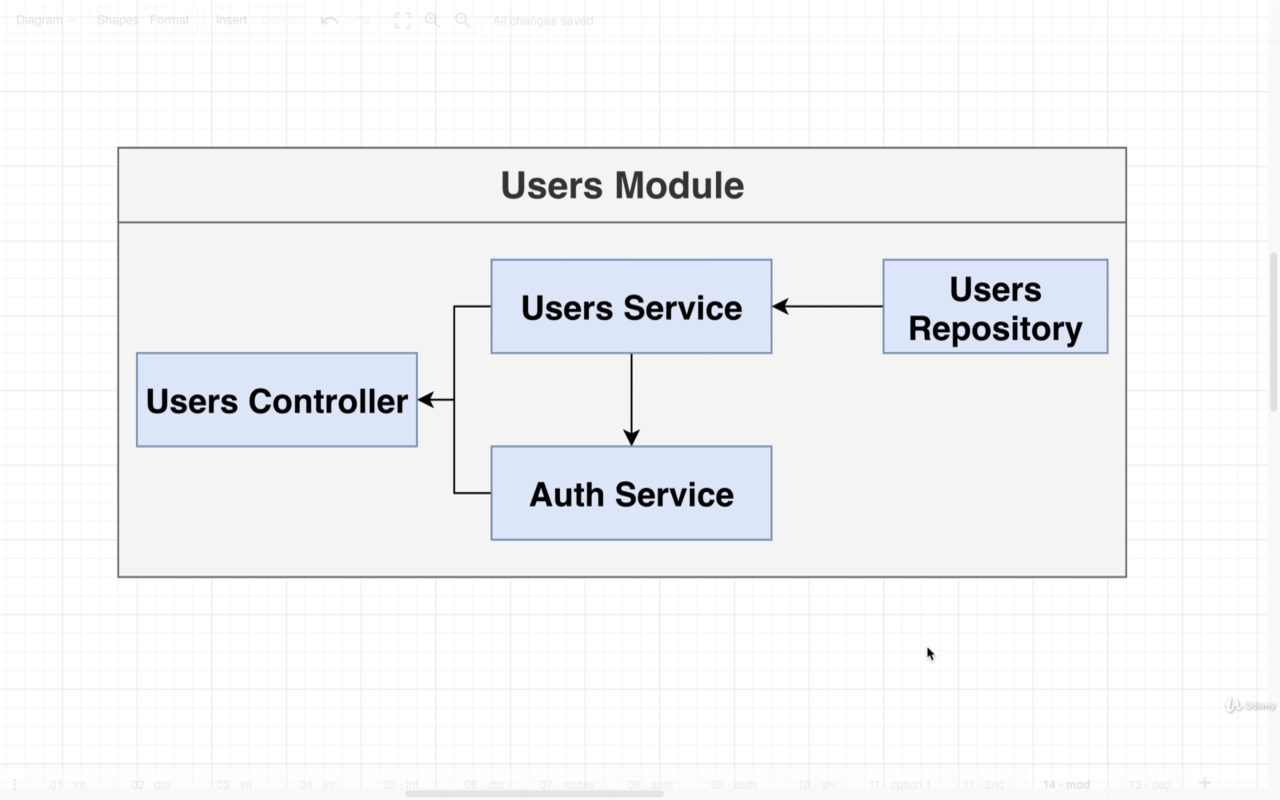 Diagram Shapes Format Insert Delete All changes saved
Users Module
Users Service
Users
Repository
Users Controller
Auth Service
Udemy
01 - int 02 - dto 03 - int 04 - int 05 - int 06 - dto 07 - routes 08 - auth 09 - auth 10 - srv 11 - option 1 11 - 2nd 14 - mod 13 - dep